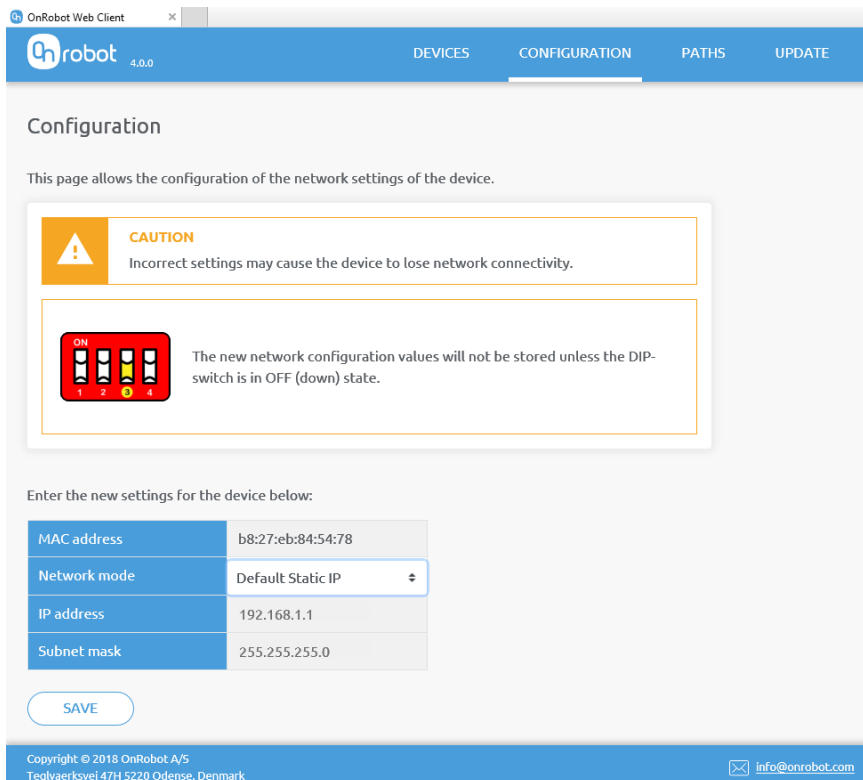 OnRobot Web Client
On robot 4.0.0
DEVICES CONFIGURATION PATHS UPDATE
Configuration
This page allows the configuration of the network settings of the device.
CAUTION
Incorrect settings may cause the device to lose network connectivity.
ON
1 2 3 4
The new network configuration values will not be stored unless the DIP-
switch is in OFF (down) state.
Enter the new settings for the device below:
MAC address b8:27:eb:84:54:78
Network mode Default Static IP
IP address 192.168.1.1
Subnet mask 255.255.255.0
SAVE
Copyright © 2018 OnRobot A/S
Teglvaerksvej 47H 5220 Odense, Denmark
info@onrobot.com